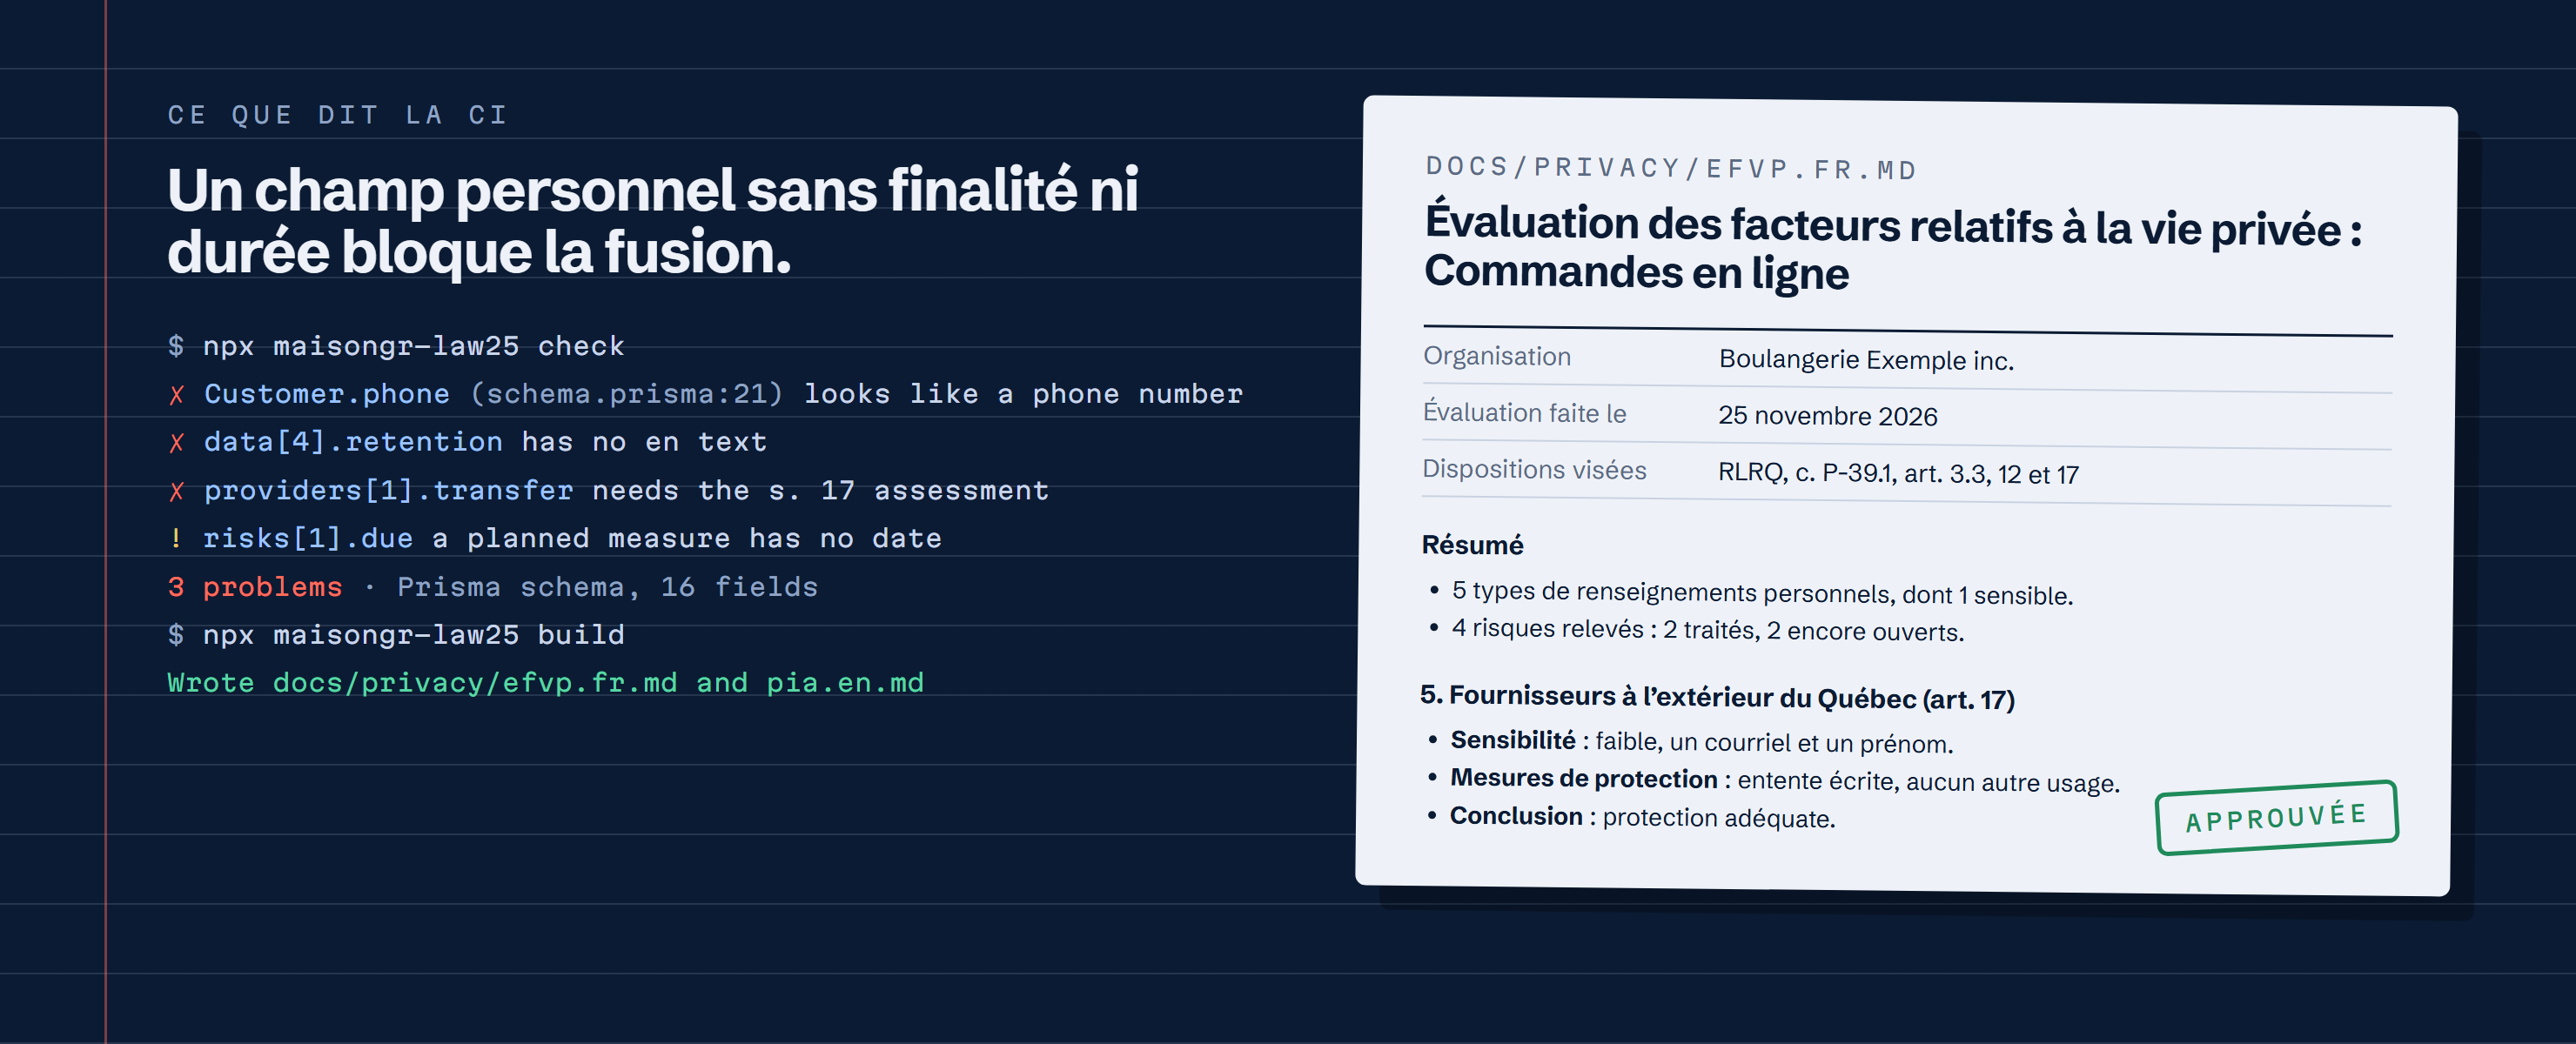 CE QUE DIT LA CI
Un champ personnel sans finalité ni
durée bloque la fusion.
$ npx maisongr-law25 check
✗ Customer.phone (schema.prisma:21) looks like a phone number
✗ data[4].retention has no en text
✗ providers[1].transfer needs the s. 17 assessment
! risks[1].due a planned measure has no date
3 problems · Prisma schema, 16 fields
$ npx maisongr-law25 build
Wrote docs/privacy/efvp.fr.md and pia.en.md
DOCS/PRIVACY/EFVP.FR.MD
Évaluation des facteurs relatifs à la vie privée :
Commandes en ligne
Organisation Boulangerie Exemple inc.
Évaluation faite le 25 novembre 2026
Dispositions visées RLRQ, c. P-39.1, art. 3.3, 12 et 17
Résumé
• 5 types de renseignements personnels, dont 1 sensible.
• 4 risques relevés : 2 traités, 2 encore ouverts.
5. Fournisseurs à l’extérieur du Québec (art. 17)
• Sensibilité : faible, un courriel et un prénom.
• Mesures de protection : entente écrite, aucun autre usage.
• Conclusion : protection adéquate.
APPROUVÉE